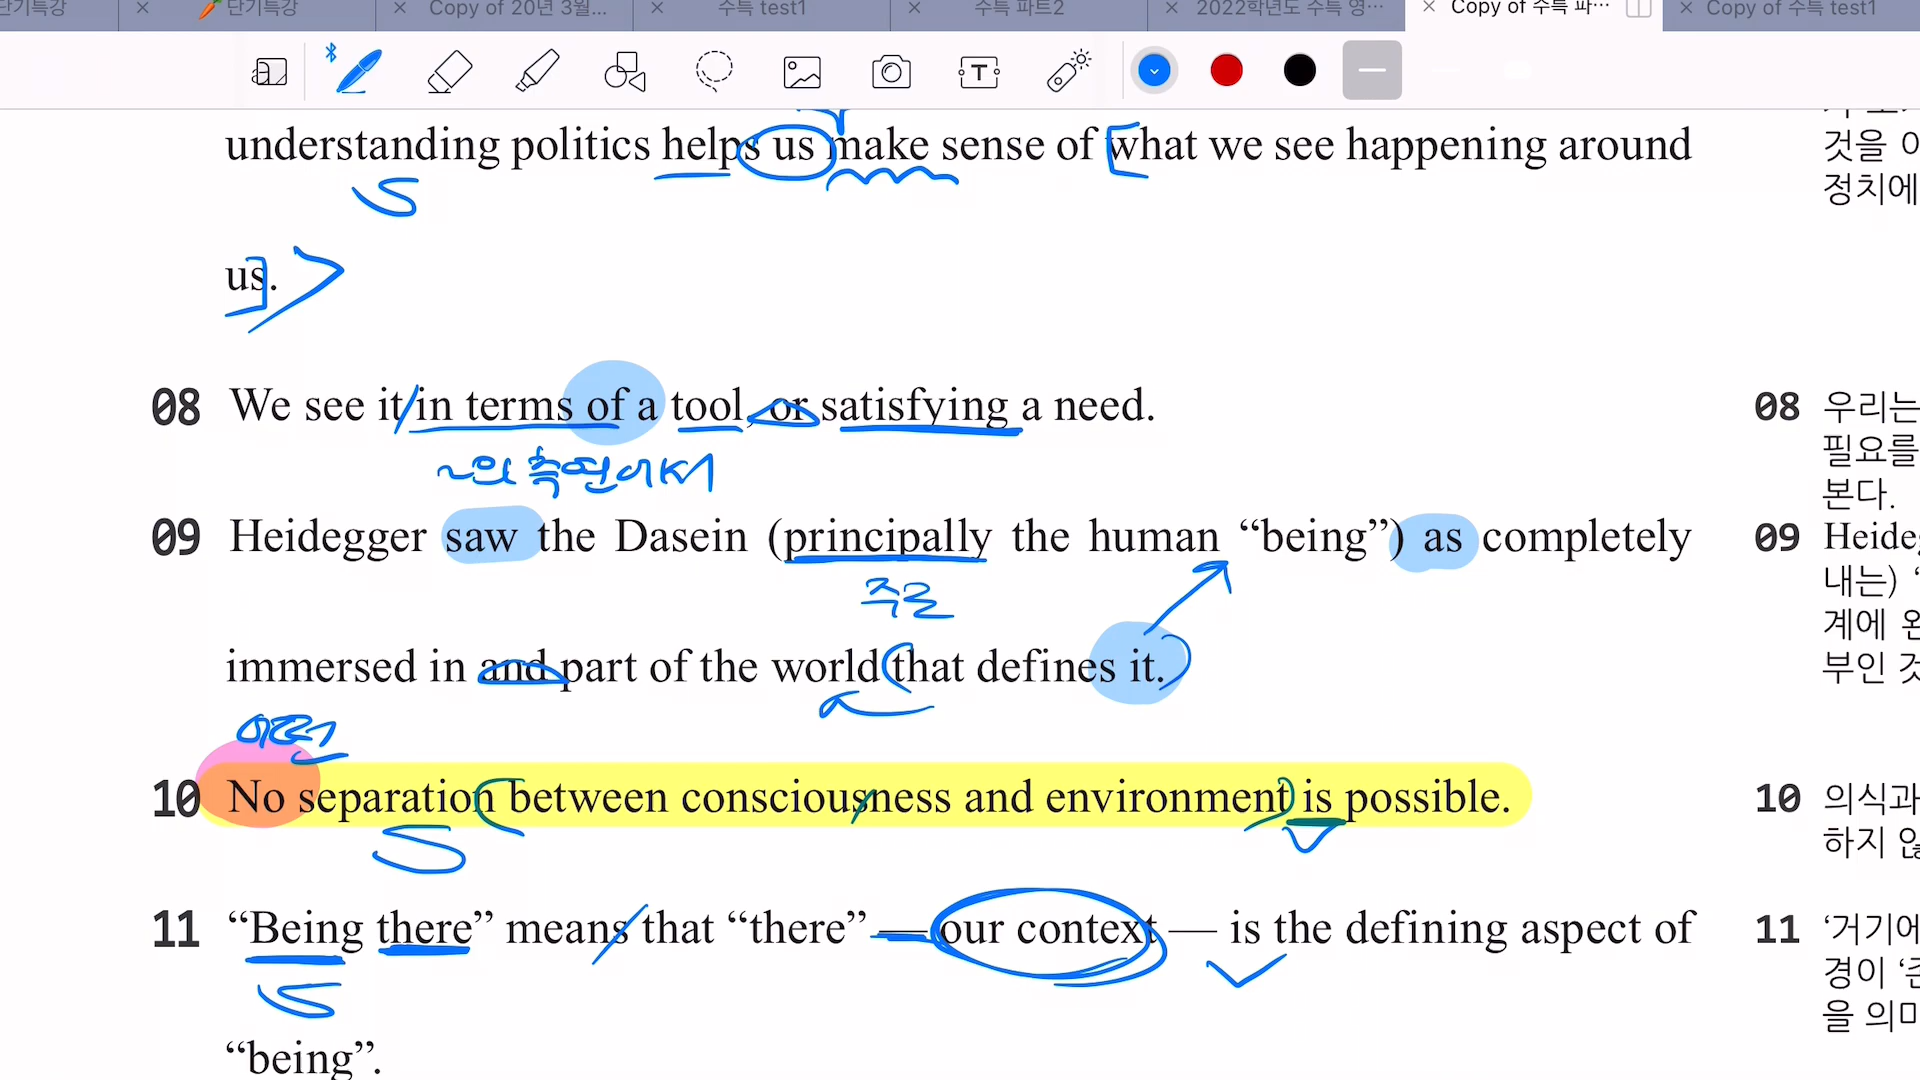 단기특강
단기특강
Copy of 20년 3월...
수특 test1
수특 파트2
2022학년도 수특 영...
Copy of 수특 파...
Copy of 수특 test1
understanding politics helps us make sense of what we see happening around
것을 이
정치에
us.
08 We see it in terms of a tool, or satisfying a need.
08 우리는
필요를
본다.
~의 측면에서
09 Heidegger saw the Dasein (principally the human “being”) as completely
09 Heideg
내는) ‘
주로
계에 완
immersed in and part of the world that defines it.
부인 것
어떤
10 No separation between consciousness and environment is possible.
10 의식과
하지 않
S
S
11 “Being there” means that “there” — our context — is the defining aspect of
11 ‘거기에
경이 ‘존
S
을 의미
“being”.